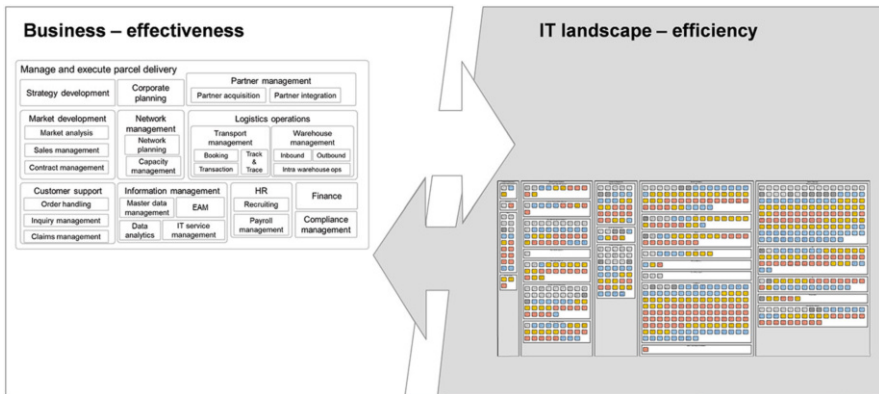 Business – effectiveness
IT landscape – efficiency
Manage and execute parcel delivery
Strategy development
Corporate
planning
Partner management
Partner acquisition
Partner integration
Market development
Market analysis
Sales management
Contract management
Network
management
Network
planning
Capacity
management
Logistics operations
Transport
management
Booking
Transaction
Track
&
Trace
Warehouse
management
Inbound
Outbound
Intra warehouse ops
Customer support
Order handling
Inquiry management
Claims management
Information management
Master data
management
EAM
Data
analytics
IT service
management
HR
Recruiting
Payroll
management
Finance
Compliance
management